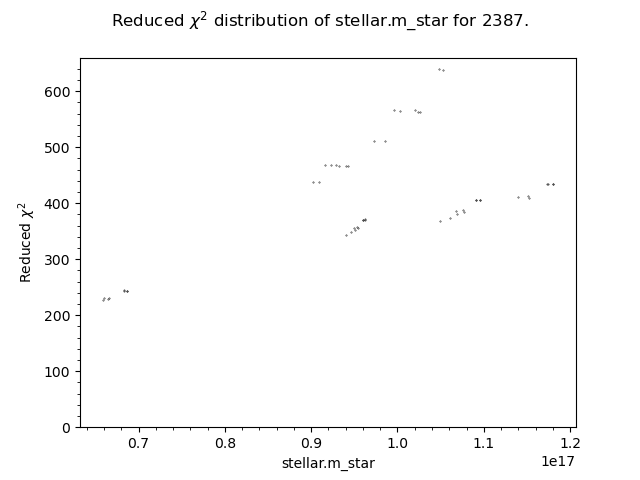 Reduced χ² distribution of stellar.m_star for 2387.
600
500
400
300
200
100
0
Reduced χ²
0.7 0.8 0.9 1.0 1.1 1.2
1e17
stellar.m_star